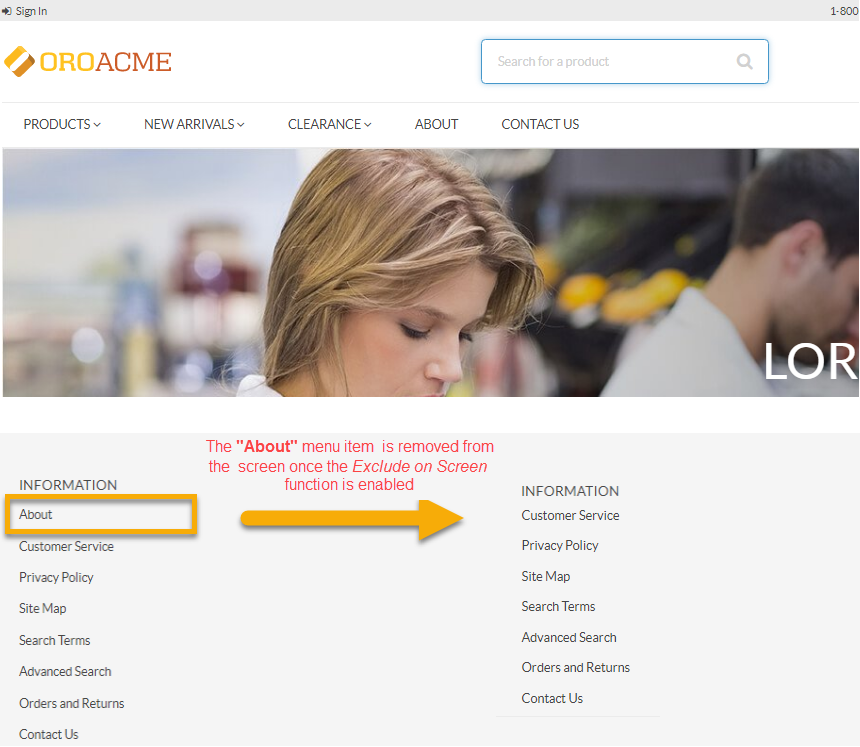 Sign In
1-800
OROACME
Search for a product
PRODUCTS
NEW ARRIVALS
CLEARANCE
ABOUT
CONTACT US
LOR
The "About" menu item is removed from
the screen once the Exclude on Screen
function is enabled
INFORMATION
About
Customer Service
Privacy Policy
Site Map
Search Terms
Advanced Search
Orders and Returns
Contact Us
INFORMATION
Customer Service
Privacy Policy
Site Map
Search Terms
Advanced Search
Orders and Returns
Contact Us